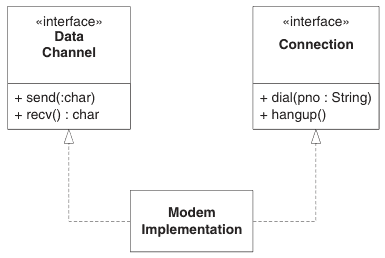 «interface»
Data
Channel
+ send(:char)
+ recv() : char
«interface»
Connection
+ dial(pno : String)
+ hangup()
Modem
Implementation